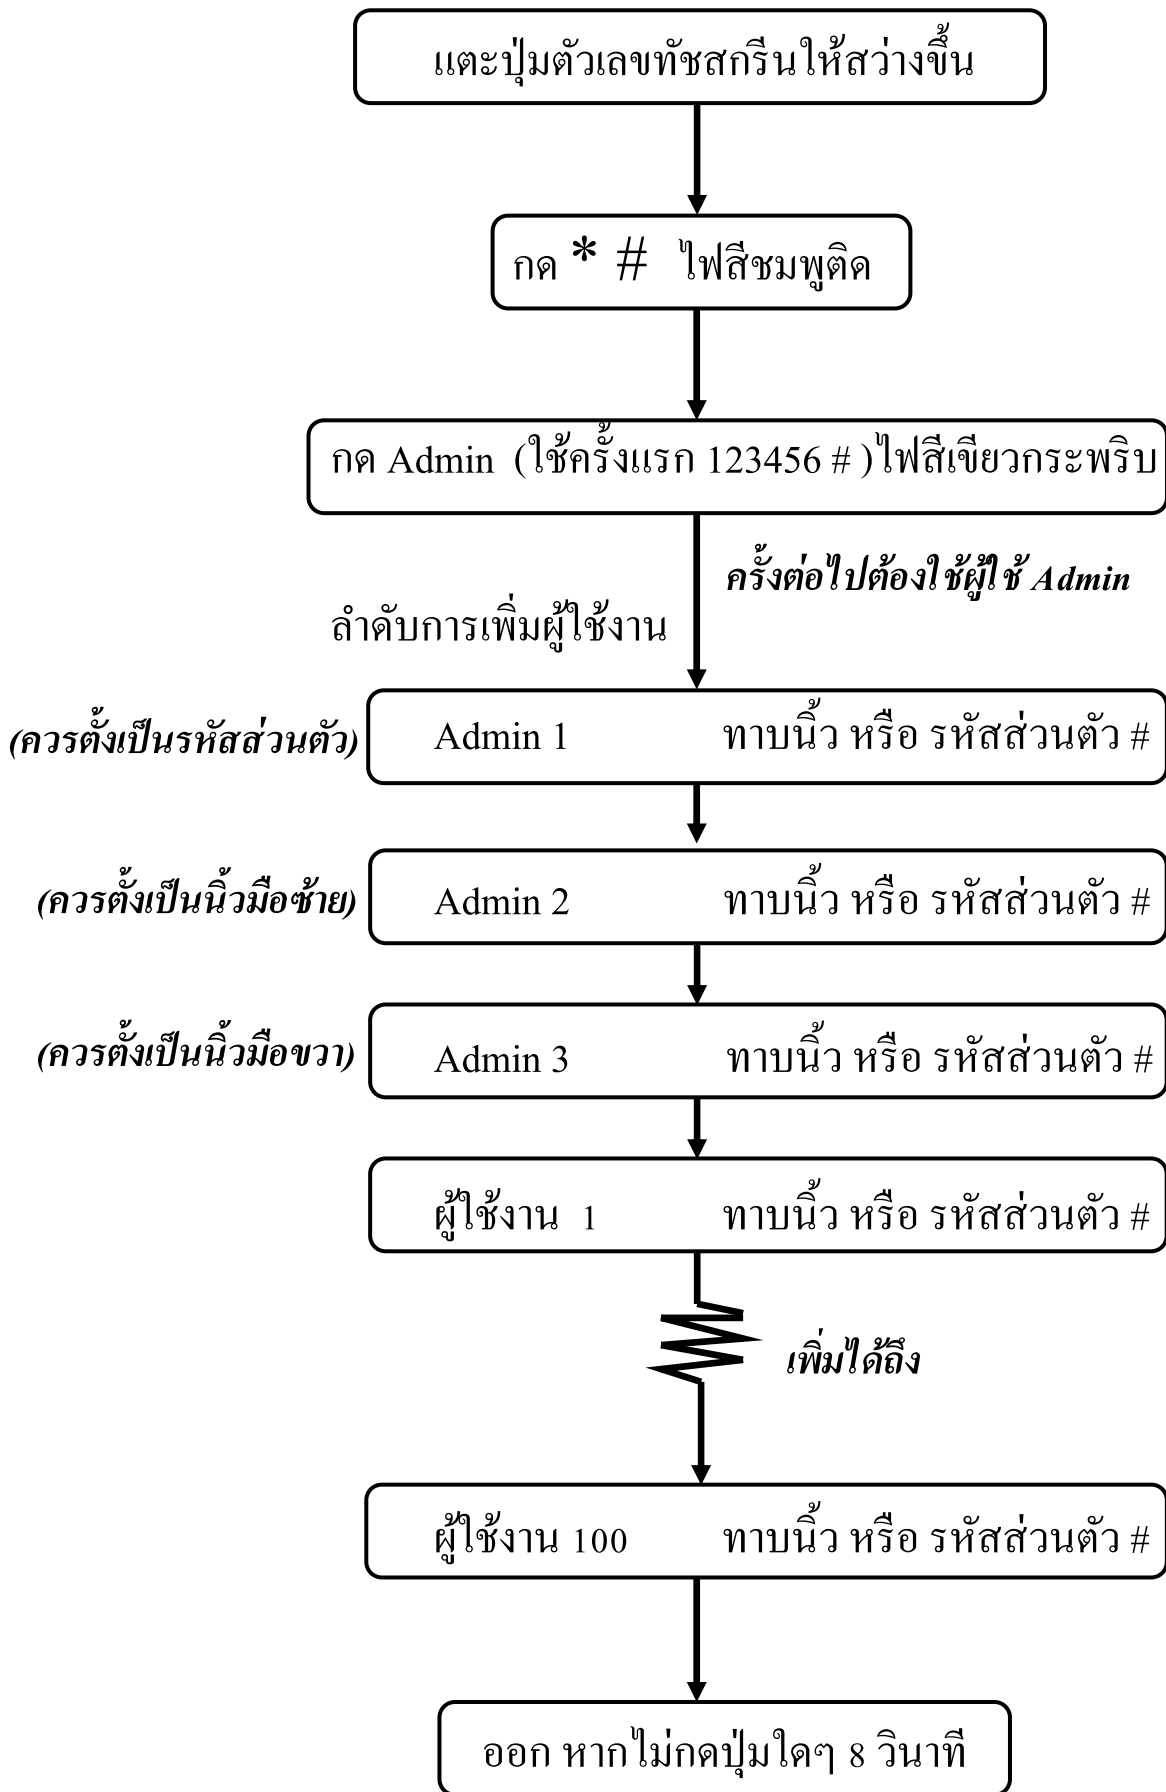 แตะปุ่มตัวเลขทัชสกรีนให้สว่างขึ้น
กด * # ไฟสีชมพูติด
กด Admin (ใช้ครั้งแรก 123456 # )ไฟสีเขียวกระพริบ
ครั้งต่อไปต้องใช้ผู้ใช้ Admin
ลำดับการเพิ่มผู้ใช้งาน
(ควรตั้งเป็นรหัสส่วนตัว) Admin 1 ทาบนิ้ว หรือ รหัสส่วนตัว #
(ควรตั้งเป็นนิ้วมือซ้าย) Admin 2 ทาบนิ้ว หรือ รหัสส่วนตัว #
(ควรตั้งเป็นนิ้วมือขวา) Admin 3 ทาบนิ้ว หรือ รหัสส่วนตัว #
ผู้ใช้งาน 1 ทาบนิ้ว หรือ รหัสส่วนตัว #
เพิ่มได้ถึง
ผู้ใช้งาน 100 ทาบนิ้ว หรือ รหัสส่วนตัว #
ออก หากไม่กดปุ่มใดๆ 8 วินาที